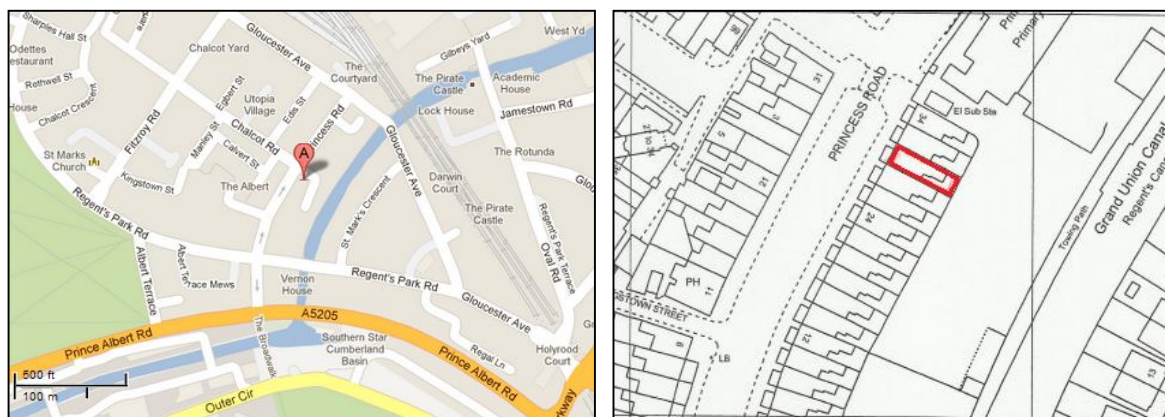 Sharples Hall St
Odettes
Restaurant
Rothwell St
House
Chalcot Crescent
Chalcot Yard
Gloucester Ave
Fitzroy Rd
Egbert St
Utopia
Village
Edis St
Manley St
Chalcot Rd
Calvert St
Princess Rd
St Marks
Church
Kingstown St
The Albert
A
The
Courtyard
Gilbeys Yard
West Yd
The Pirate
Castle
Lock House
Academic
House
Jamestown Rd
The Rotunda
Gloucester Ave
Darwin
Court
The Pirate
Castle
St. Mark's Crescent
Regent's Park Terrace
Oval Rd
Regent's Park Rd
Albert Terrace
Albert Terrace Mews
Vernon
House
Regent's Park Rd
Gloucester Ave
A5205
Prince Albert Rd
The Broadwalk
Southern Star
Cumberland
Basin
Prince Albert Rd
Regal Ln
Holyrood
Court
Outer Cir
500 ft
100 m
PRINCESS ROAD
Primary
El Sub Sta
34
24
12
31
3
5
21
11
PH
LB
6
Towing Path
Grand Union Canal
13